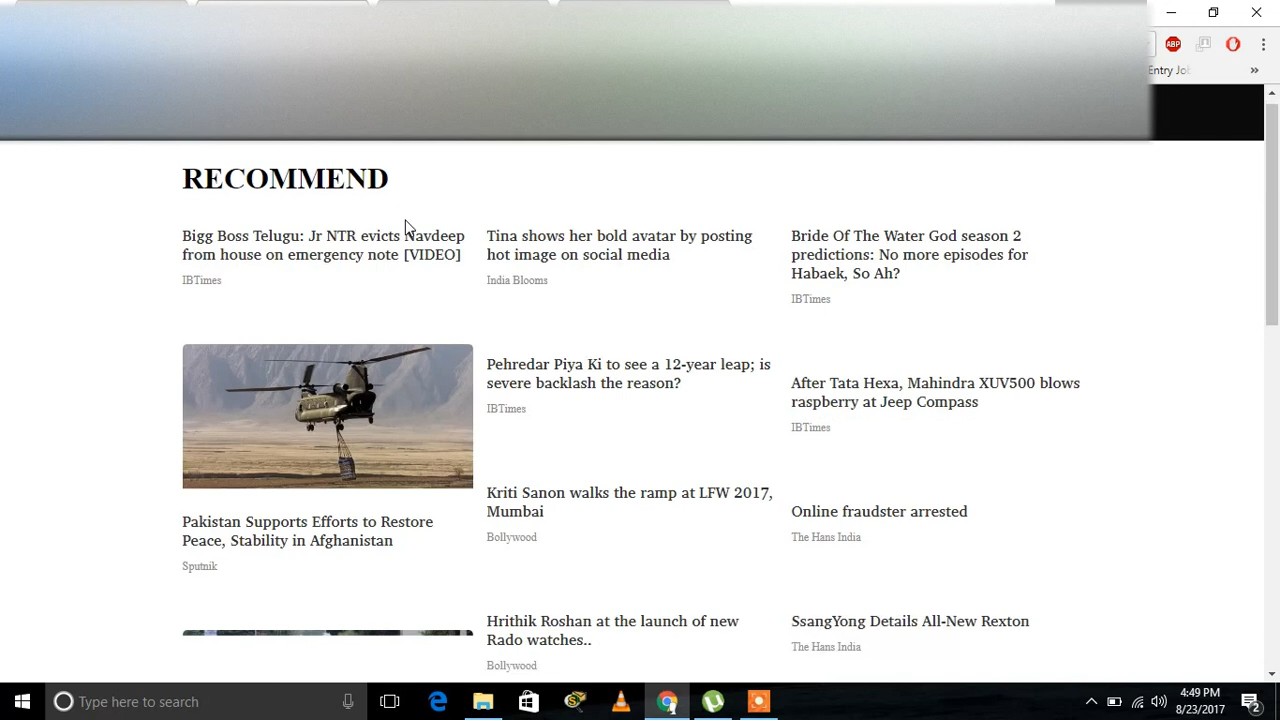 ABP
Entry Jo
»
RECOMMEND
Bigg Boss Telugu: Jr NTR evicts Navdeep
from house on emergency note [VIDEO]
IBTimes
Tina shows her bold avatar by posting
hot image on social media
India Blooms
Bride Of The Water God season 2
predictions: No more episodes for
Habaek, So Ah?
IBTimes
Pakistan Supports Efforts to Restore
Peace, Stability in Afghanistan
Sputnik
Pehredar Piya Ki to see a 12-year leap; is
severe backlash the reason?
IBTimes
After Tata Hexa, Mahindra XUV500 blows
raspberry at Jeep Compass
IBTimes
Kriti Sanon walks the ramp at LFW 2017,
Mumbai
Bollywood
Online fraudster arrested
The Hans India
Hrithik Roshan at the launch of new
Rado watches..
Bollywood
SsangYong Details All-New Rexton
The Hans India
Type here to search
4:49 PM
8/23/2017
2